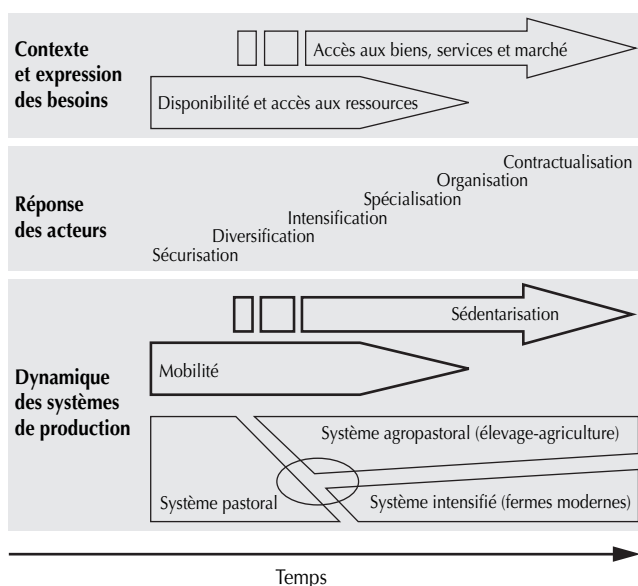 Contexte
et expression
des besoins
Accès aux biens, services et marché
Disponibilité et accès aux ressources
Réponse
des acteurs
Contractualisation
Organisation
Spécialisation
Intensification
Diversification
Sécurisation
Dynamique
des systèmes
de production
Sédentarisation
Mobilité
Système agropastoral (élevage-agriculture)
Système pastoral
Système intensifié (fermes modernes)
Temps